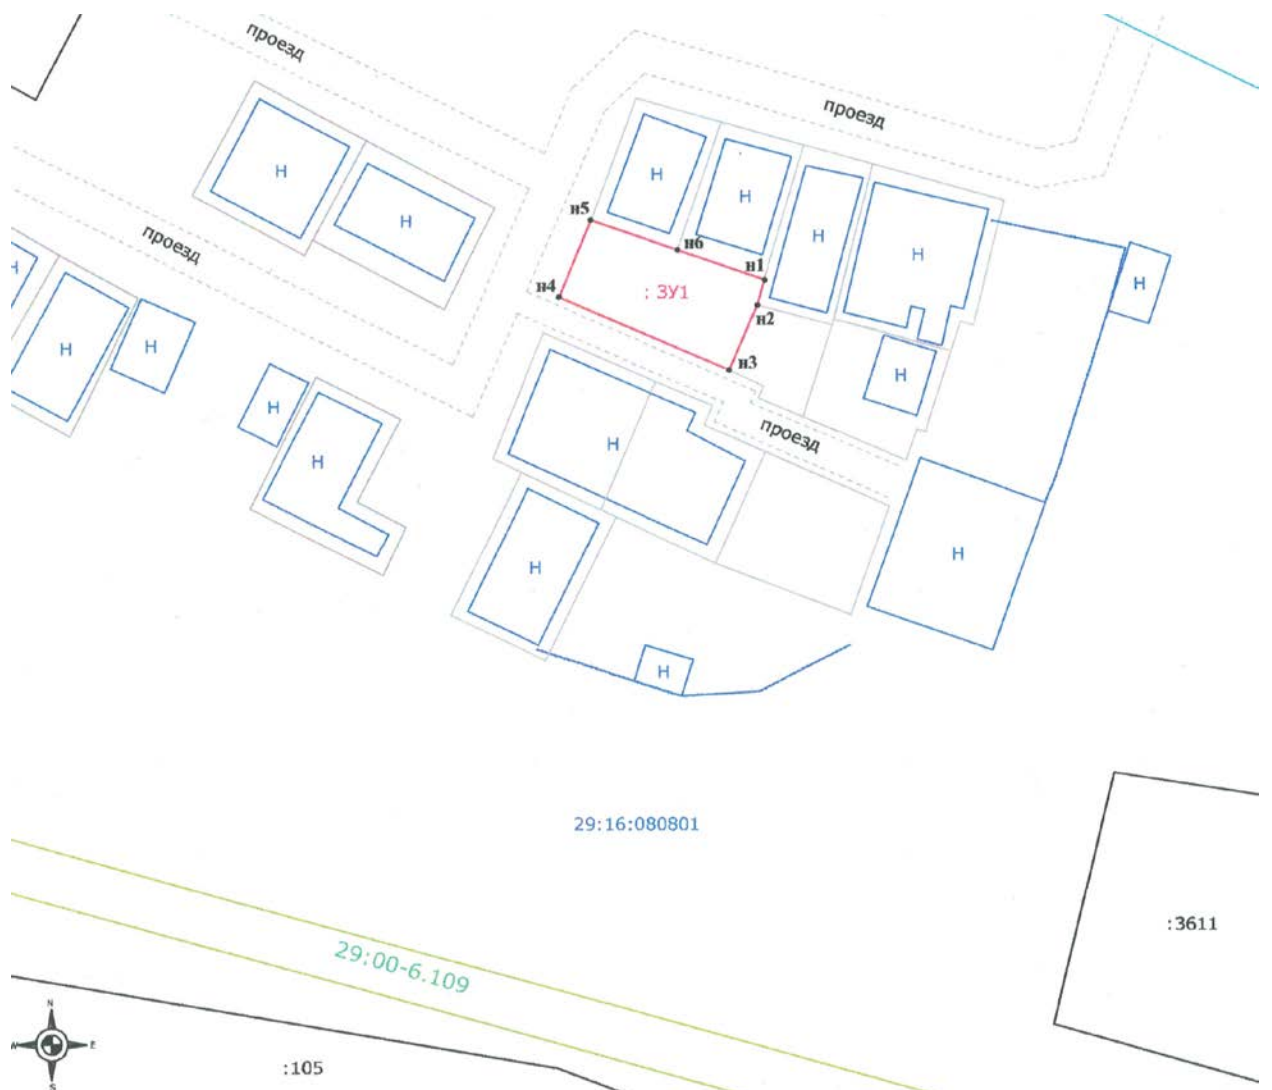 проезд
проезд
Н
Н
Н
Н
н5
Н
проезд
Н
н6
Н
Н
Н
н1
н4
: ЗУ1
н2
Н
Н
н3
Н
Н
Н
проезд
Н
Н
Н
Н
Н
29:16:080801
:3611
29:00-6.109
N
W
E
S
:105